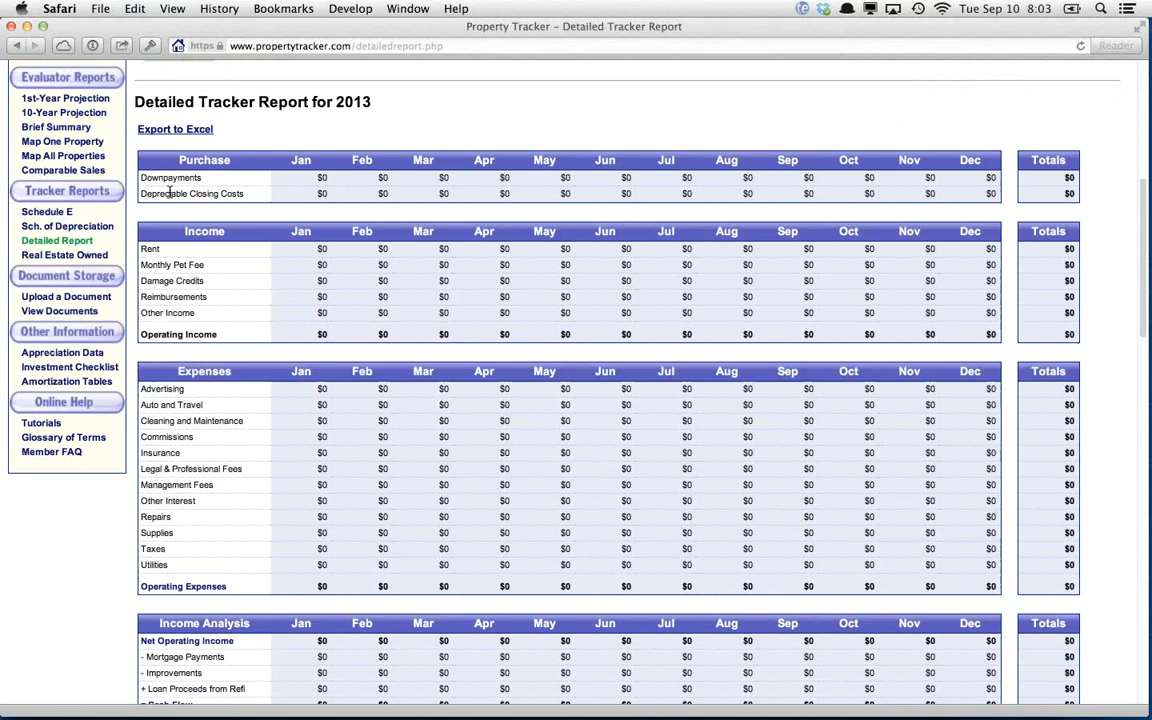 Safari File Edit View History Bookmarks Develop Window Help Tue Sep 10 8:03
Property Tracker – Detailed Tracker Report
https www.propertytracker.com/detailedreport.php Reader
Evaluator Reports
1st-Year Projection
10-Year Projection
Brief Summary
Map One Property
Map All Properties
Comparable Sales
Tracker Reports
Schedule E
Sch. of Depreciation
Detailed Report
Real Estate Owned
Document Storage
Upload a Document
View Documents
Other Information
Appreciation Data
Investment Checklist
Amortization Tables
Online Help
Tutorials
Glossary of Terms
Member FAQ
Detailed Tracker Report for 2013
Export to Excel
Purchase Jan Feb Mar Apr May Jun Jul Aug Sep Oct Nov Dec Totals
Downpayments $0 $0 $0 $0 $0 $0 $0 $0 $0 $0 $0 $0 $0
Depreciable Closing Costs $0 $0 $0 $0 $0 $0 $0 $0 $0 $0 $0 $0 $0
Income Jan Feb Mar Apr May Jun Jul Aug Sep Oct Nov Dec Totals
Rent $0 $0 $0 $0 $0 $0 $0 $0 $0 $0 $0 $0 $0
Monthly Pet Fee $0 $0 $0 $0 $0 $0 $0 $0 $0 $0 $0 $0 $0
Damage Credits $0 $0 $0 $0 $0 $0 $0 $0 $0 $0 $0 $0 $0
Reimbursements $0 $0 $0 $0 $0 $0 $0 $0 $0 $0 $0 $0 $0
Other Income $0 $0 $0 $0 $0 $0 $0 $0 $0 $0 $0 $0 $0
Operating Income $0 $0 $0 $0 $0 $0 $0 $0 $0 $0 $0 $0 $0
Expenses Jan Feb Mar Apr May Jun Jul Aug Sep Oct Nov Dec Totals
Advertising $0 $0 $0 $0 $0 $0 $0 $0 $0 $0 $0 $0 $0
Auto and Travel $0 $0 $0 $0 $0 $0 $0 $0 $0 $0 $0 $0 $0
Cleaning and Maintenance $0 $0 $0 $0 $0 $0 $0 $0 $0 $0 $0 $0 $0
Commissions $0 $0 $0 $0 $0 $0 $0 $0 $0 $0 $0 $0 $0
Insurance $0 $0 $0 $0 $0 $0 $0 $0 $0 $0 $0 $0 $0
Legal & Professional Fees $0 $0 $0 $0 $0 $0 $0 $0 $0 $0 $0 $0 $0
Management Fees $0 $0 $0 $0 $0 $0 $0 $0 $0 $0 $0 $0 $0
Other Interest $0 $0 $0 $0 $0 $0 $0 $0 $0 $0 $0 $0 $0
Repairs $0 $0 $0 $0 $0 $0 $0 $0 $0 $0 $0 $0 $0
Supplies $0 $0 $0 $0 $0 $0 $0 $0 $0 $0 $0 $0 $0
Taxes $0 $0 $0 $0 $0 $0 $0 $0 $0 $0 $0 $0 $0
Utilities $0 $0 $0 $0 $0 $0 $0 $0 $0 $0 $0 $0 $0
Operating Expenses $0 $0 $0 $0 $0 $0 $0 $0 $0 $0 $0 $0 $0
Income Analysis Jan Feb Mar Apr May Jun Jul Aug Sep Oct Nov Dec Totals
Net Operating Income $0 $0 $0 $0 $0 $0 $0 $0 $0 $0 $0 $0 $0
- Mortgage Payments $0 $0 $0 $0 $0 $0 $0 $0 $0 $0 $0 $0 $0
- Improvements $0 $0 $0 $0 $0 $0 $0 $0 $0 $0 $0 $0 $0
+ Loan Proceeds from Refi $0 $0 $0 $0 $0 $0 $0 $0 $0 $0 $0 $0 $0